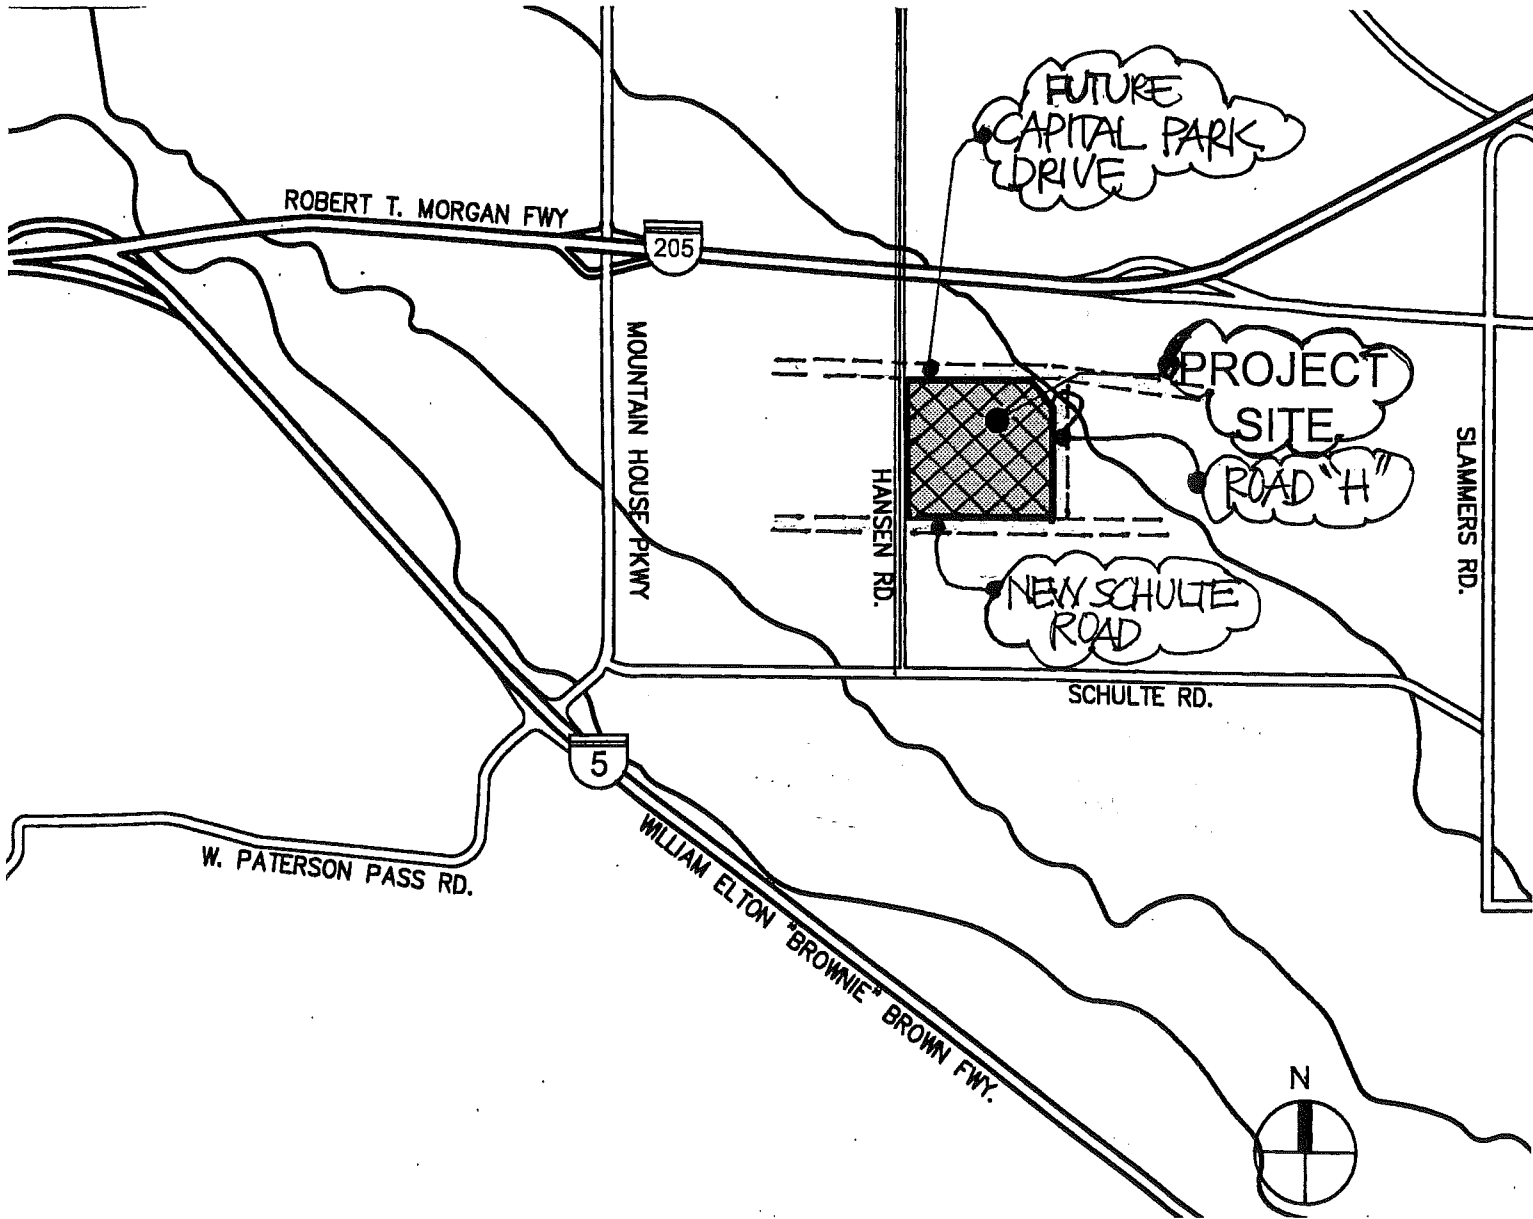 FUTURE
CAPITAL PARK
DRIVE
ROBERT T. MORGAN FWY
205
MOUNTAIN HOUSE PKWY
HANSEN RD.
PROJECT
SITE
ROAD "H"
SLAMMERS RD.
NEW SCHULTE
ROAD
SCHULTE RD.
5
W. PATERSON PASS RD.
WILLIAM ELTON "BROWNIE" BROWN FWY.
N